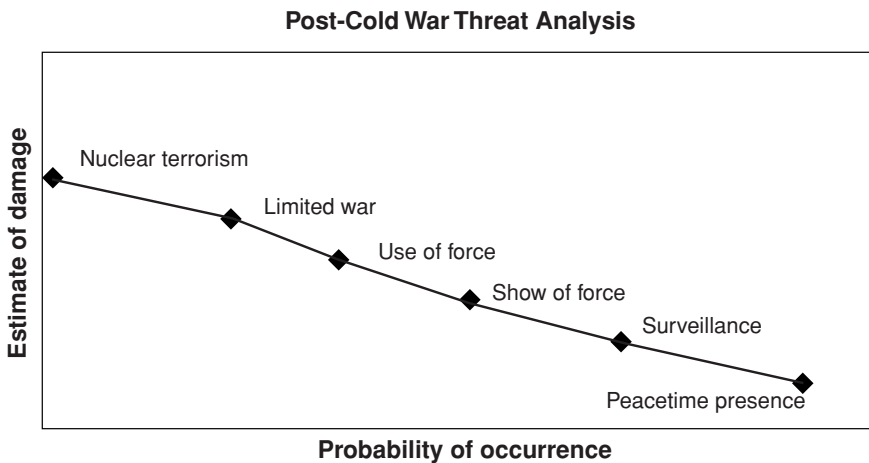 Post-Cold War Threat Analysis
Estimate of damage
Nuclear terrorism
Limited war
Use of force
Show of force
Surveillance
Peacetime presence
Probability of occurrence